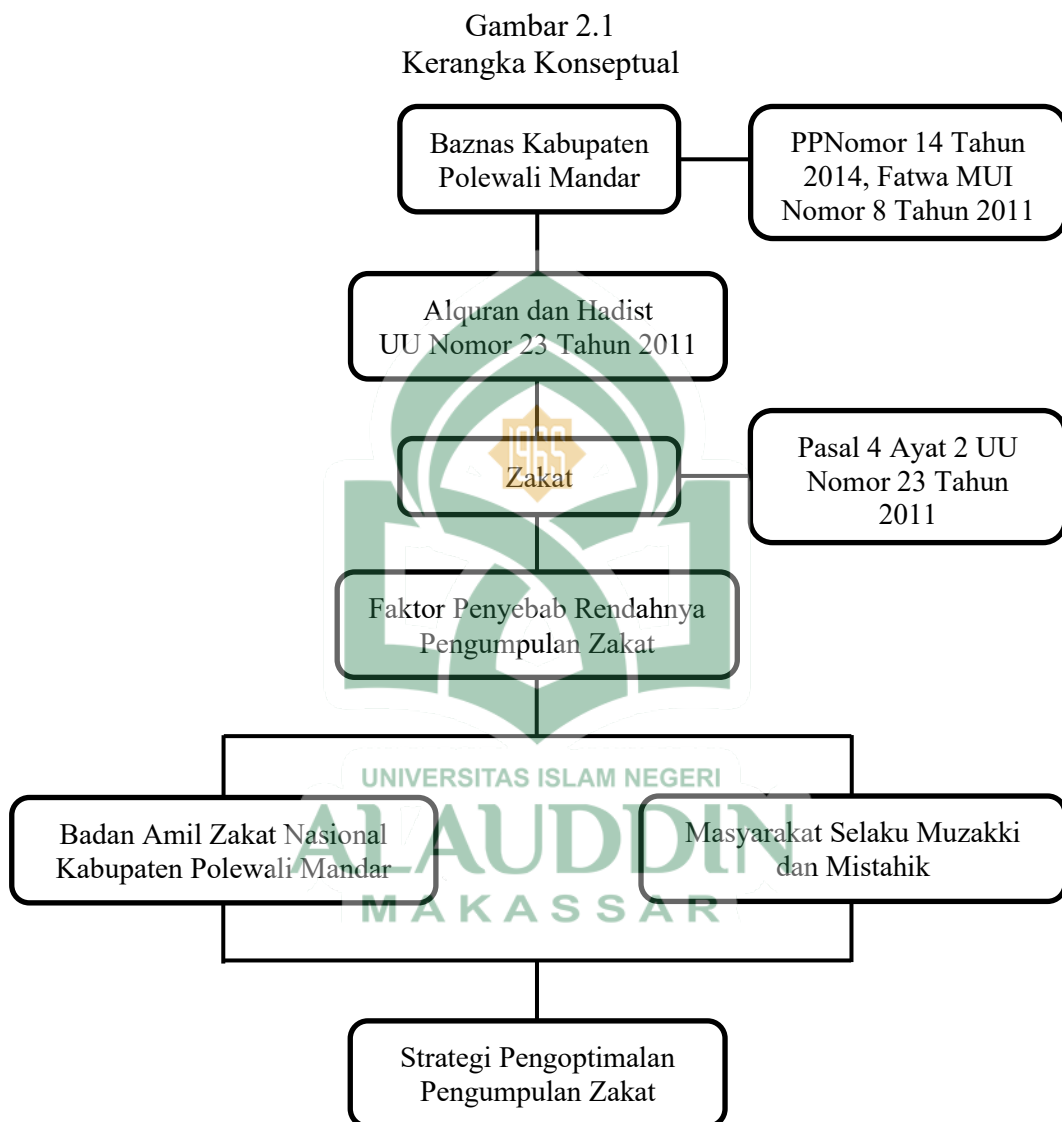 Gambar 2.1
Kerangka Konseptual
Baznas Kabupaten
Polewali Mandar
PPNomor 14 Tahun
2014, Fatwa MUI
Nomor 8 Tahun 2011
Alquran dan Hadist
UU Nomor 23 Tahun 2011
1965
Zakat
Pasal 4 Ayat 2 UU
Nomor 23 Tahun
2011
Faktor Penyebab Rendahnya
Pengumpulan Zakat
UNIVERSITAS ISLAM NEGERI
ALAUDDIN
MAKASSAR
Badan Amil Zakat Nasional
Kabupaten Polewali Mandar
Masyarakat Selaku Muzakki
dan Mistahik
Strategi Pengoptimalan
Pengumpulan Zakat